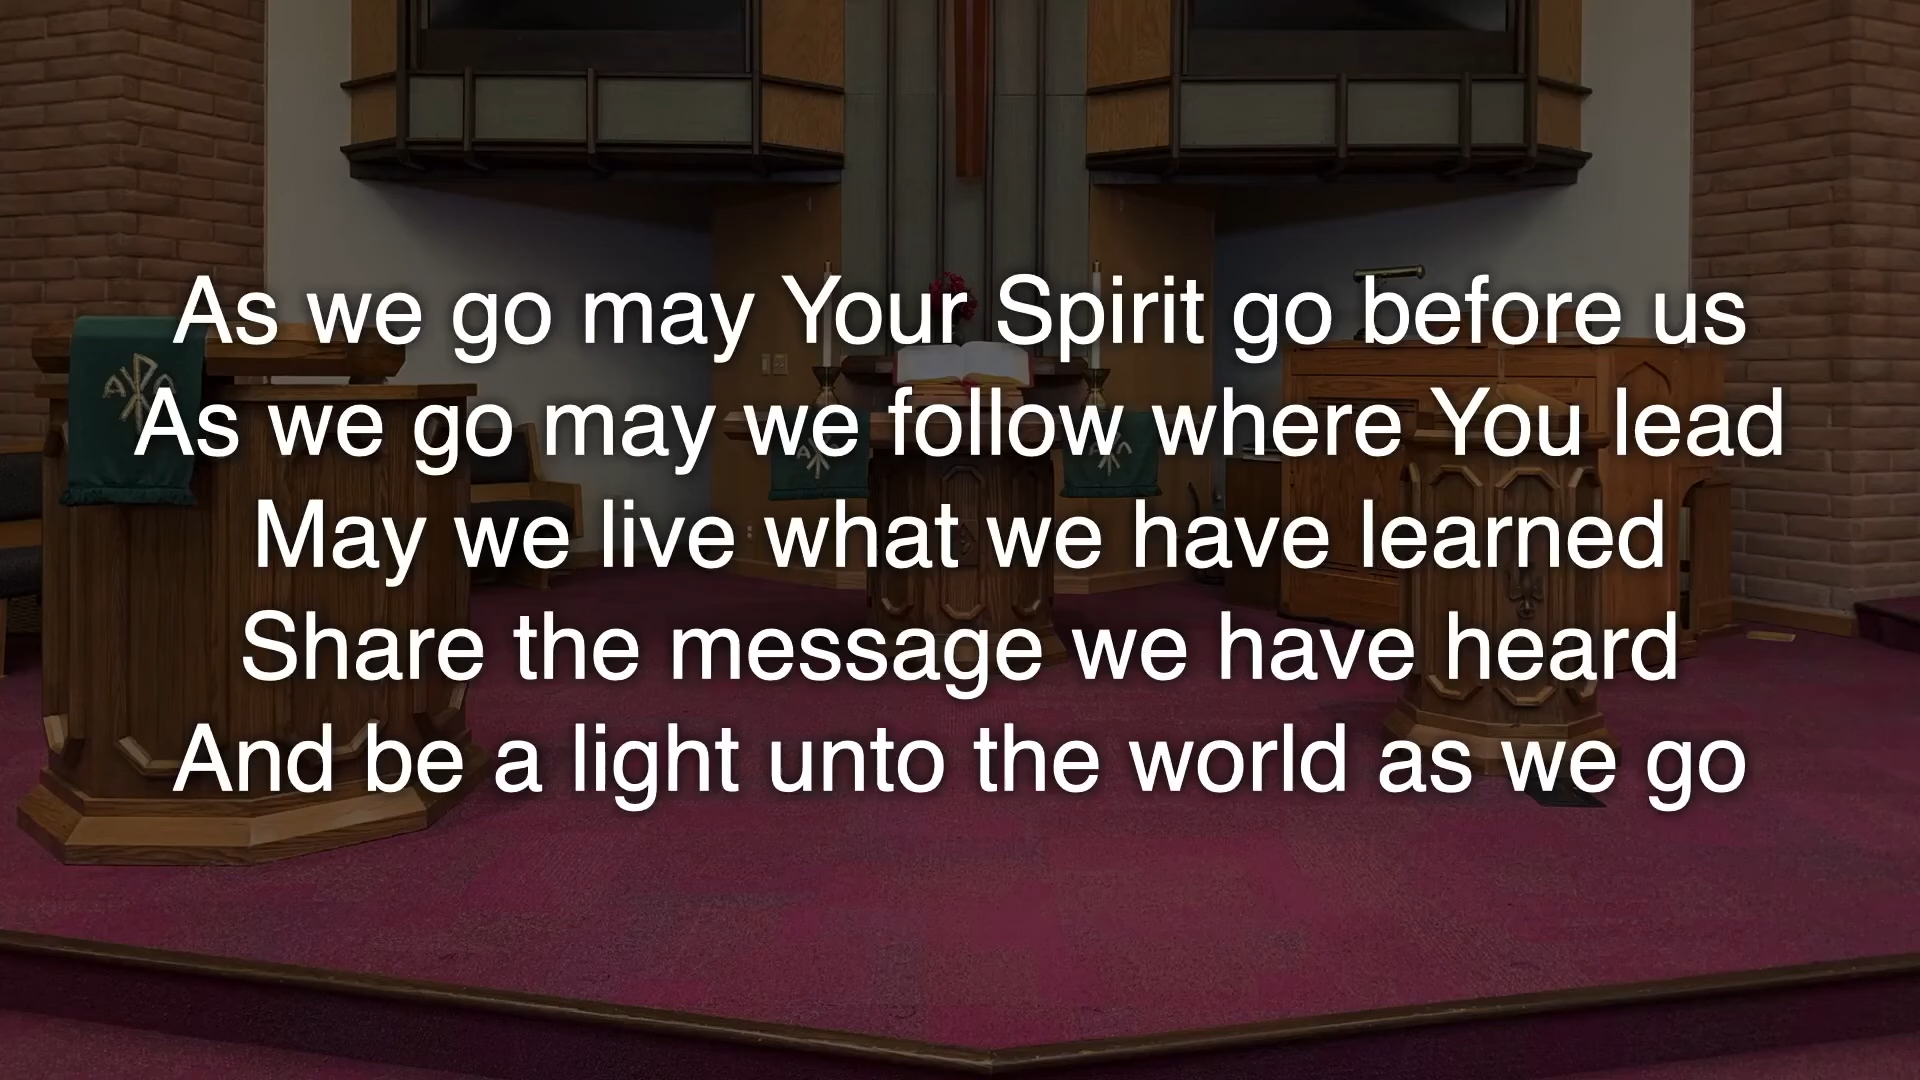 As we go may Your Spirit go before us
As we go may we follow where You lead
May we live what we have learned
Share the message we have heard
And be a light unto the world as we go